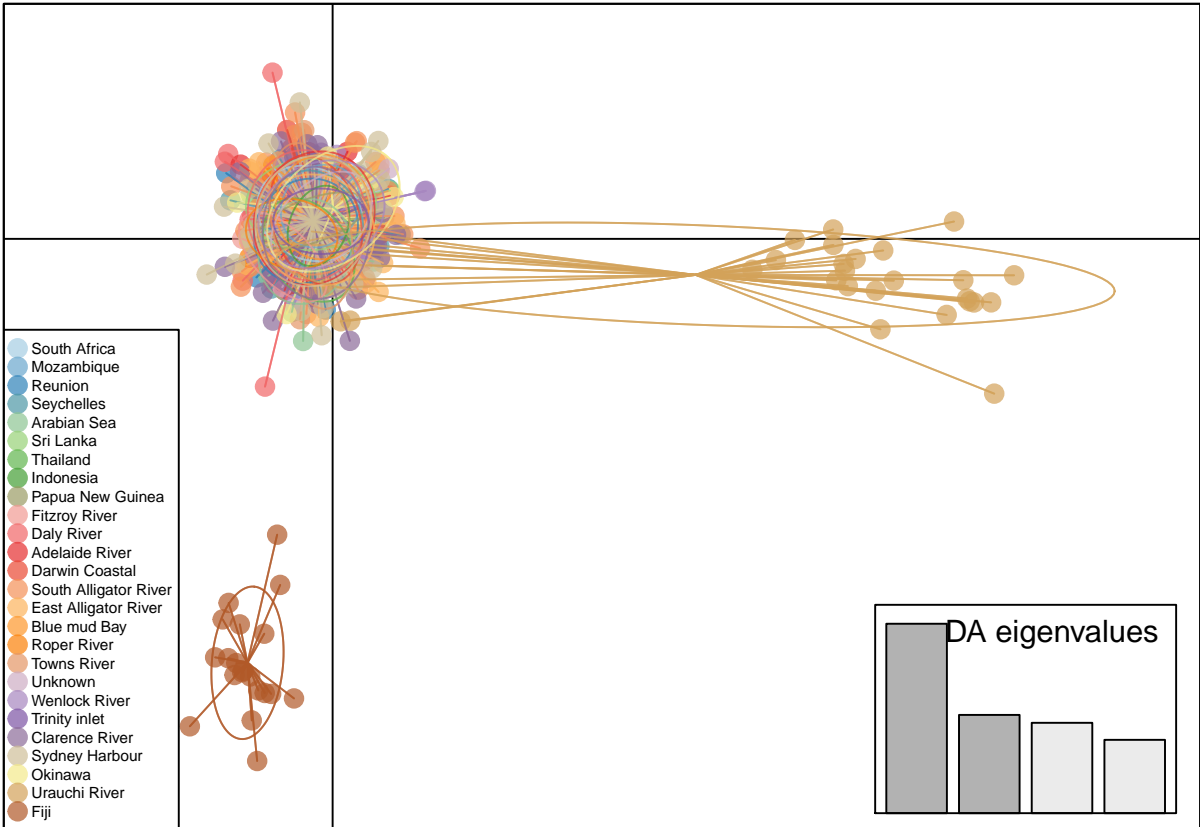 South Africa
Mozambique
Reunion
Seychelles
Arabian Sea
Sri Lanka
Thailand
Indonesia
Papua New Guinea
Fitzroy River
Daly River
Adelaide River
Darwin Coastal
South Alligator River
East Alligator River
Blue mud Bay
Roper River
Towns River
Unknown
Wenlock River
Trinity inlet
Clarence River
Sydney Harbour
Okinawa
Urauchi River
Fiji
DA eigenvalues